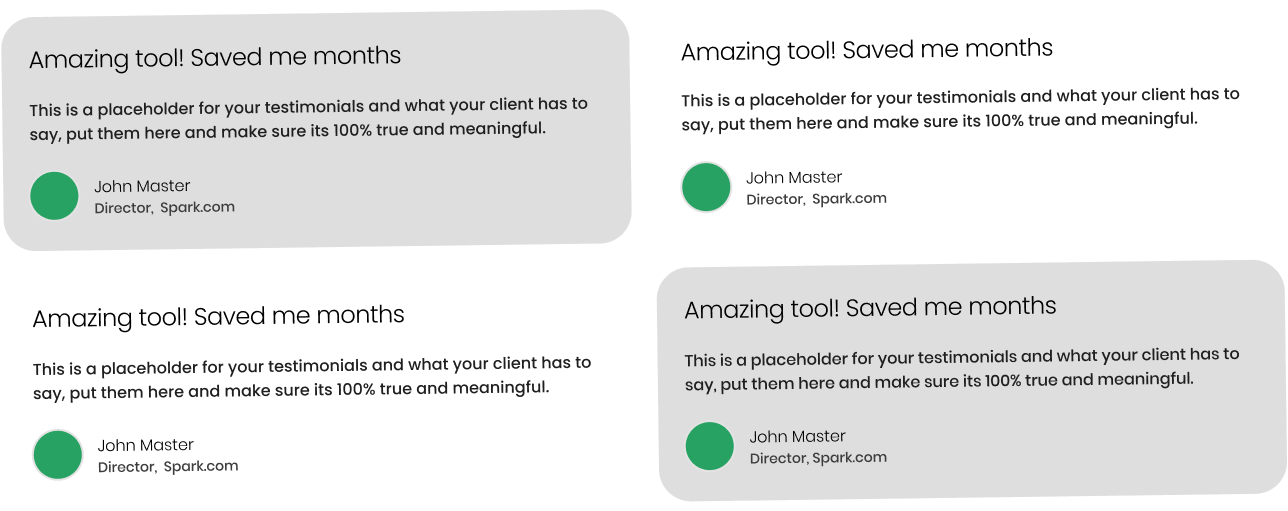 Amazing tool! Saved me months
This is a placeholder for your testimonials and what your client has to
say, put them here and make sure its 100% true and meaningful.
John Master
Director, Spark.com
Amazing tool! Saved me months
This is a placeholder for your testimonials and what your client has to
say, put them here and make sure its 100% true and meaningful.
John Master
Director, Spark.com
Amazing tool! Saved me months
This is a placeholder for your testimonials and what your client has to
say, put them here and make sure its 100% true and meaningful.
John Master
Director, Spark.com
Amazing tool! Saved me months
This is a placeholder for your testimonials and what your client has to
say, put them here and make sure its 100% true and meaningful.
John Master
Director, Spark.com